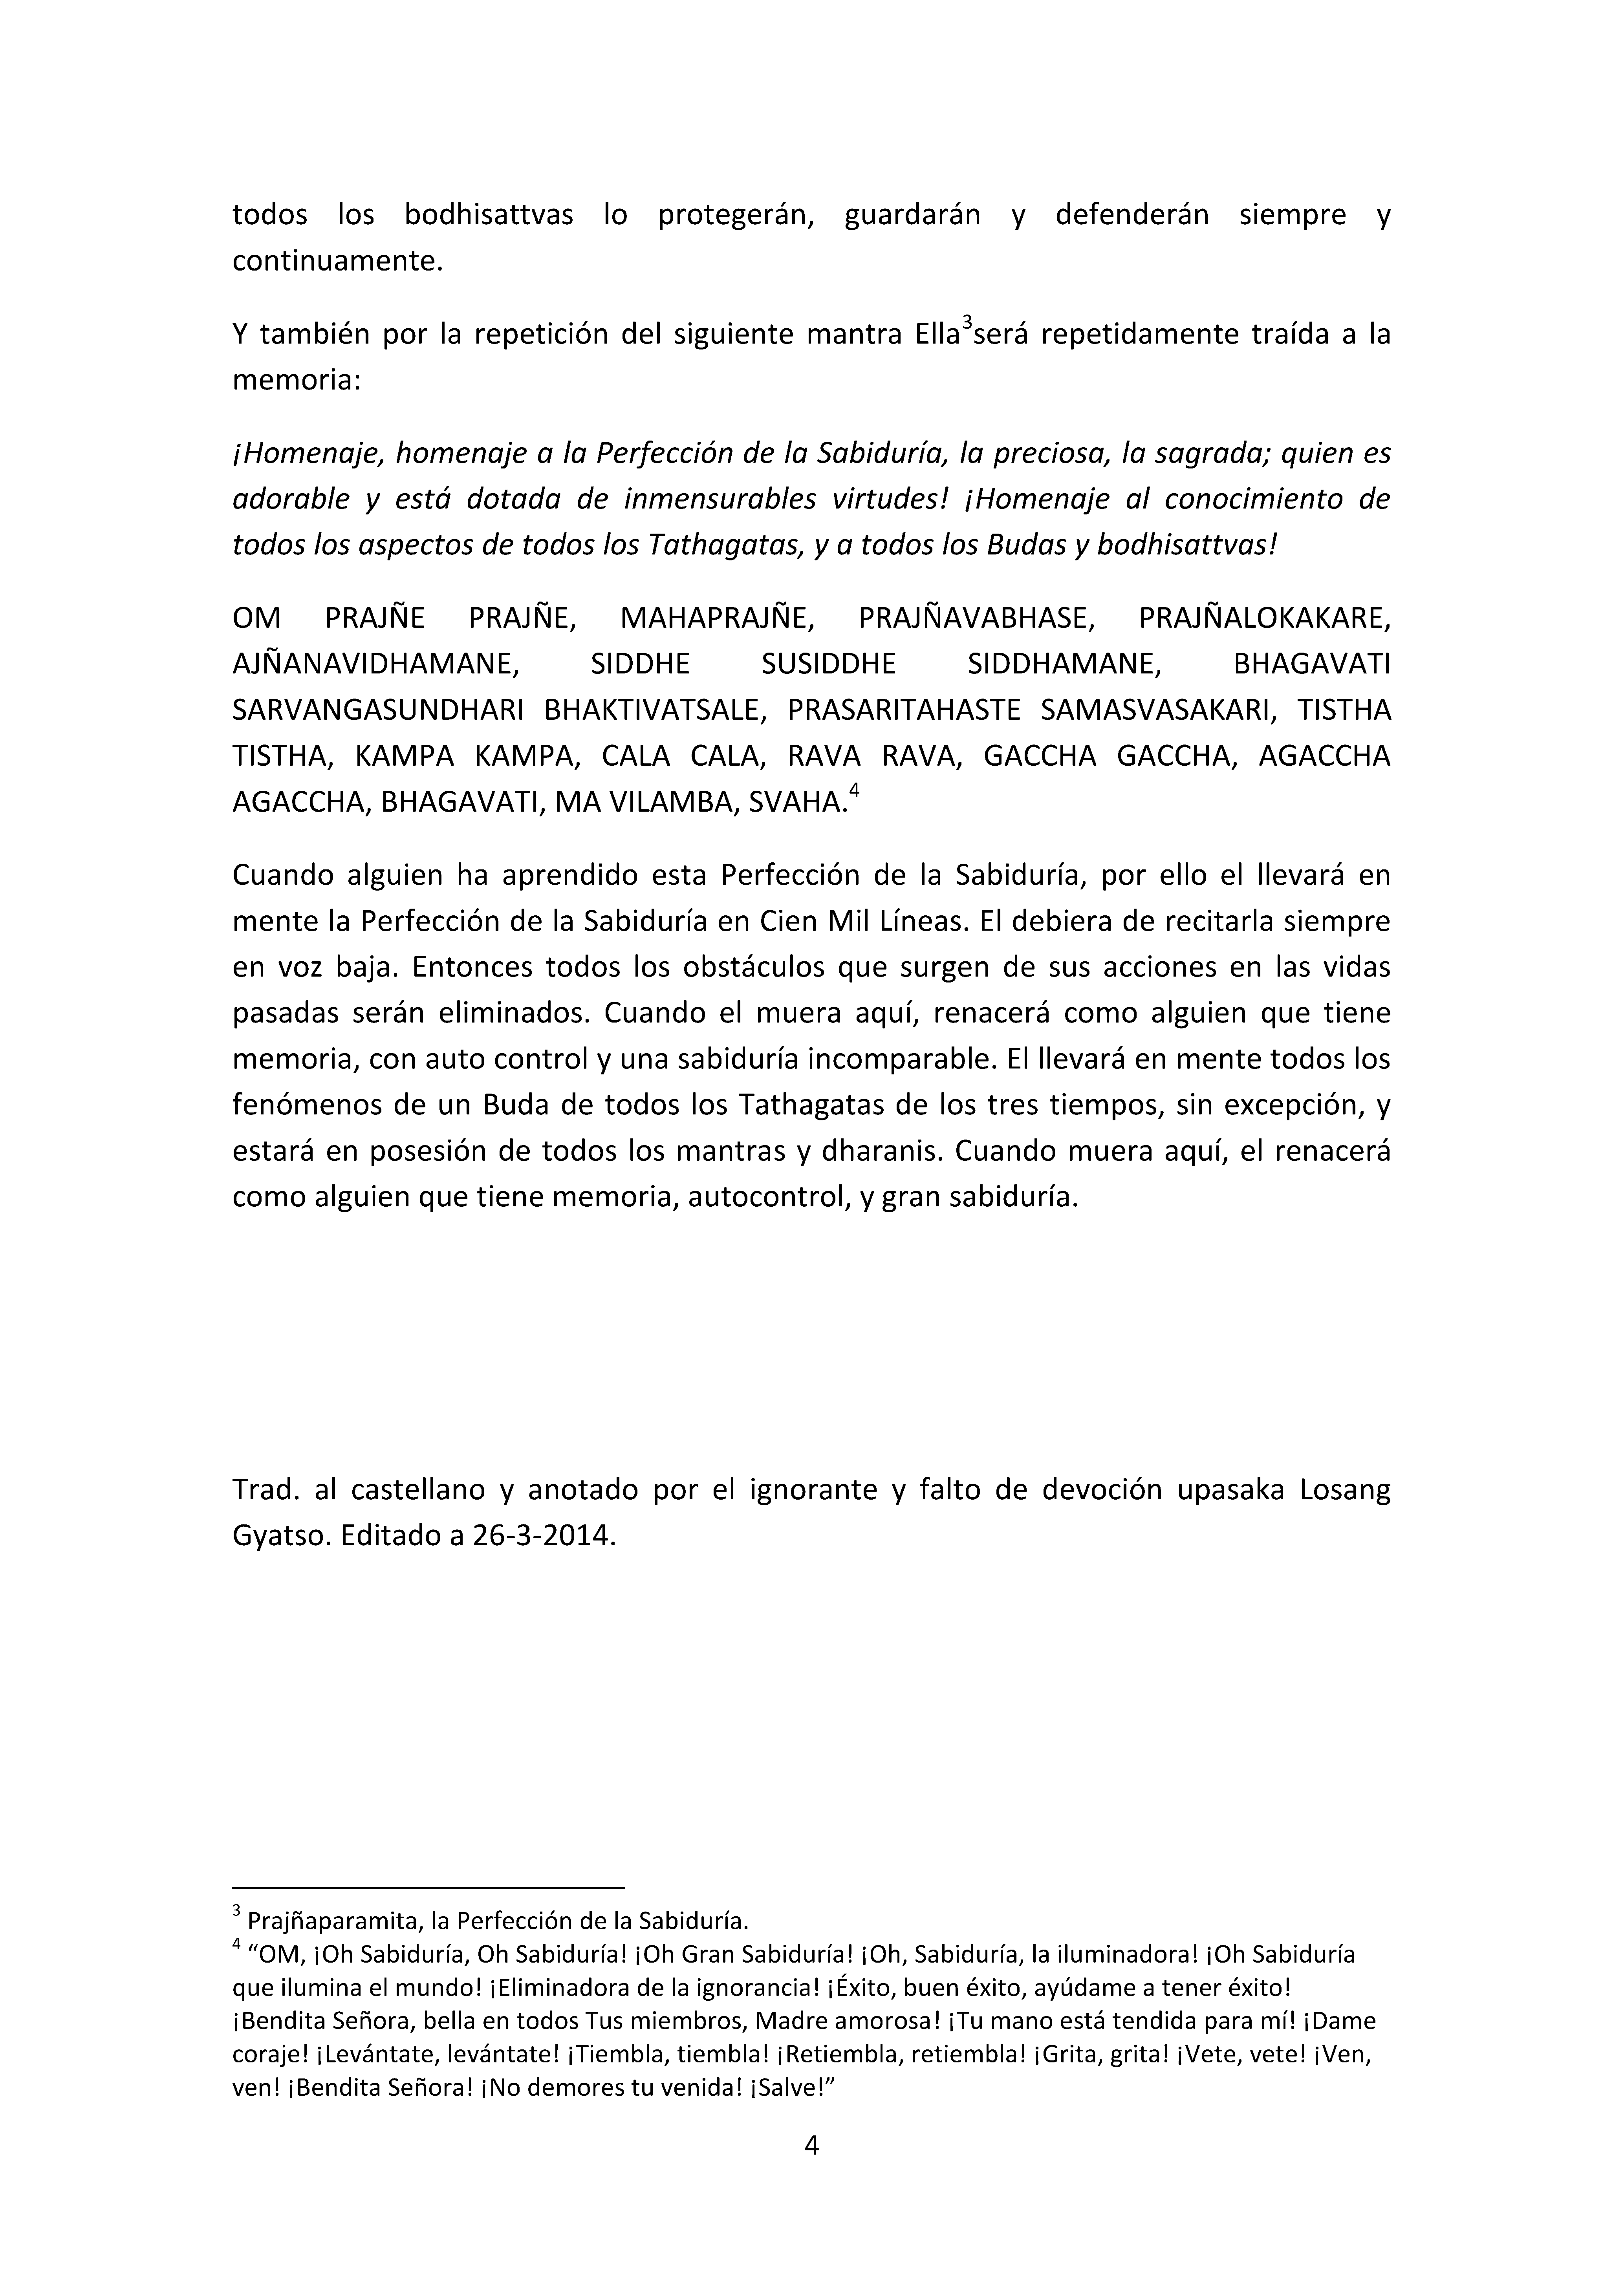 todos los bodhisattvas lo protegerán, guardarán y defenderán siempre y
continuamente.
Y también por la repetición del siguiente mantra Ella³será repetidamente traída a la
memoria:
¡Homenaje, homenaje a la Perfección de la Sabiduría, la preciosa, la sagrada; quien es
adorable y está dotada de inmensurables virtudes! ¡Homenaje al conocimiento de
todos los aspectos de todos los Tathagatas, y a todos los Budas y bodhisattvas!
OM PRAJÑE PRAJÑE, MAHAPRAJÑE, PRAJÑAVABHASE, PRAJÑALOKAKARE,
AJÑANAVIDHAMANE, SIDDHE SUSIDDHE SIDDHAMANE, BHAGAVATI
SARVANGASUNDHARI BHAKTIVATSALE, PRASARITAHASTE SAMASVASAKARI, TISTHA
TISTHA, KAMPA KAMPA, CALA CALA, RAVA RAVA, GACCHA GACCHA, AGACCHA
AGACCHA, BHAGAVATI, MA VILAMBA, SVAHA.⁴
Cuando alguien ha aprendido esta Perfección de la Sabiduría, por ello el llevará en
mente la Perfección de la Sabiduría en Cien Mil Líneas. El debiera de recitarla siempre
en voz baja. Entonces todos los obstáculos que surgen de sus acciones en las vidas
pasadas serán eliminados. Cuando el muera aquí, renacerá como alguien que tiene
memoria, con auto control y una sabiduría incomparable. El llevará en mente todos los
fenómenos de un Buda de todos los Tathagatas de los tres tiempos, sin excepción, y
estará en posesión de todos los mantras y dharanis. Cuando muera aquí, el renacerá
como alguien que tiene memoria, autocontrol, y gran sabiduría.
Trad. al castellano y anotado por el ignorante y falto de devoción upasaka Losang
Gyatso. Editado a 26-3-2014.
³ Prajñaparamita, la Perfección de la Sabiduría.
⁴ “OM, ¡Oh Sabiduría, Oh Sabiduría! ¡Oh Gran Sabiduría! ¡Oh, Sabiduría, la iluminadora! ¡Oh Sabiduría
que ilumina el mundo! ¡Eliminadora de la ignorancia! ¡Éxito, buen éxito, ayúdame a tener éxito!
¡Bendita Señora, bella en todos Tus miembros, Madre amorosa! ¡Tu mano está tendida para mí! ¡Dame
coraje! ¡Levántate, levántate! ¡Tiembla, tiembla! ¡Retiembla, retiembla! ¡Grita, grita! ¡Vete, vete! ¡Ven,
ven! ¡Bendita Señora! ¡No demores tu venida! ¡Salve!”
4